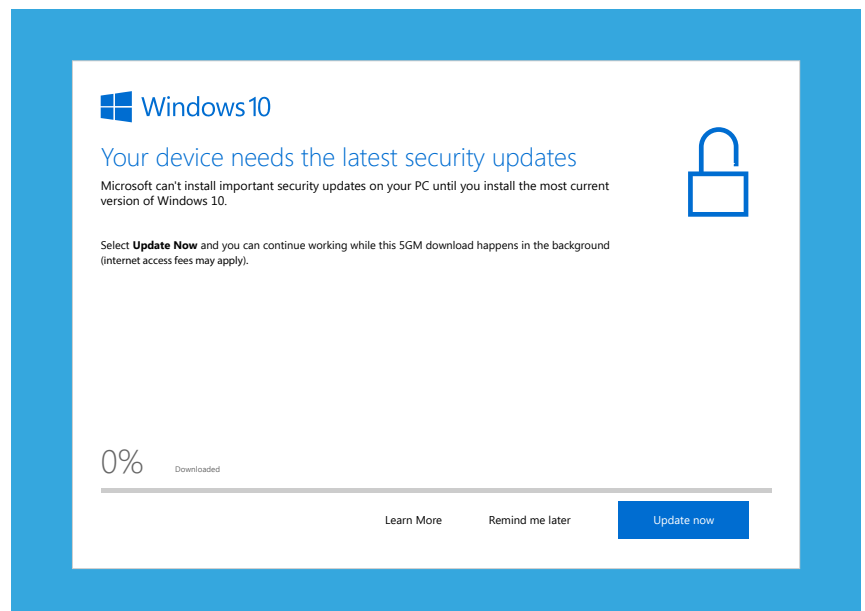 Windows 10
Your device needs the latest security updates
Microsoft can't install important security updates on your PC until you install the most current
version of Windows 10.
Select Update Now and you can continue working while this 5GM download happens in the background
(internet access fees may apply).
0% Downloaded
Learn More Remind me later Update now